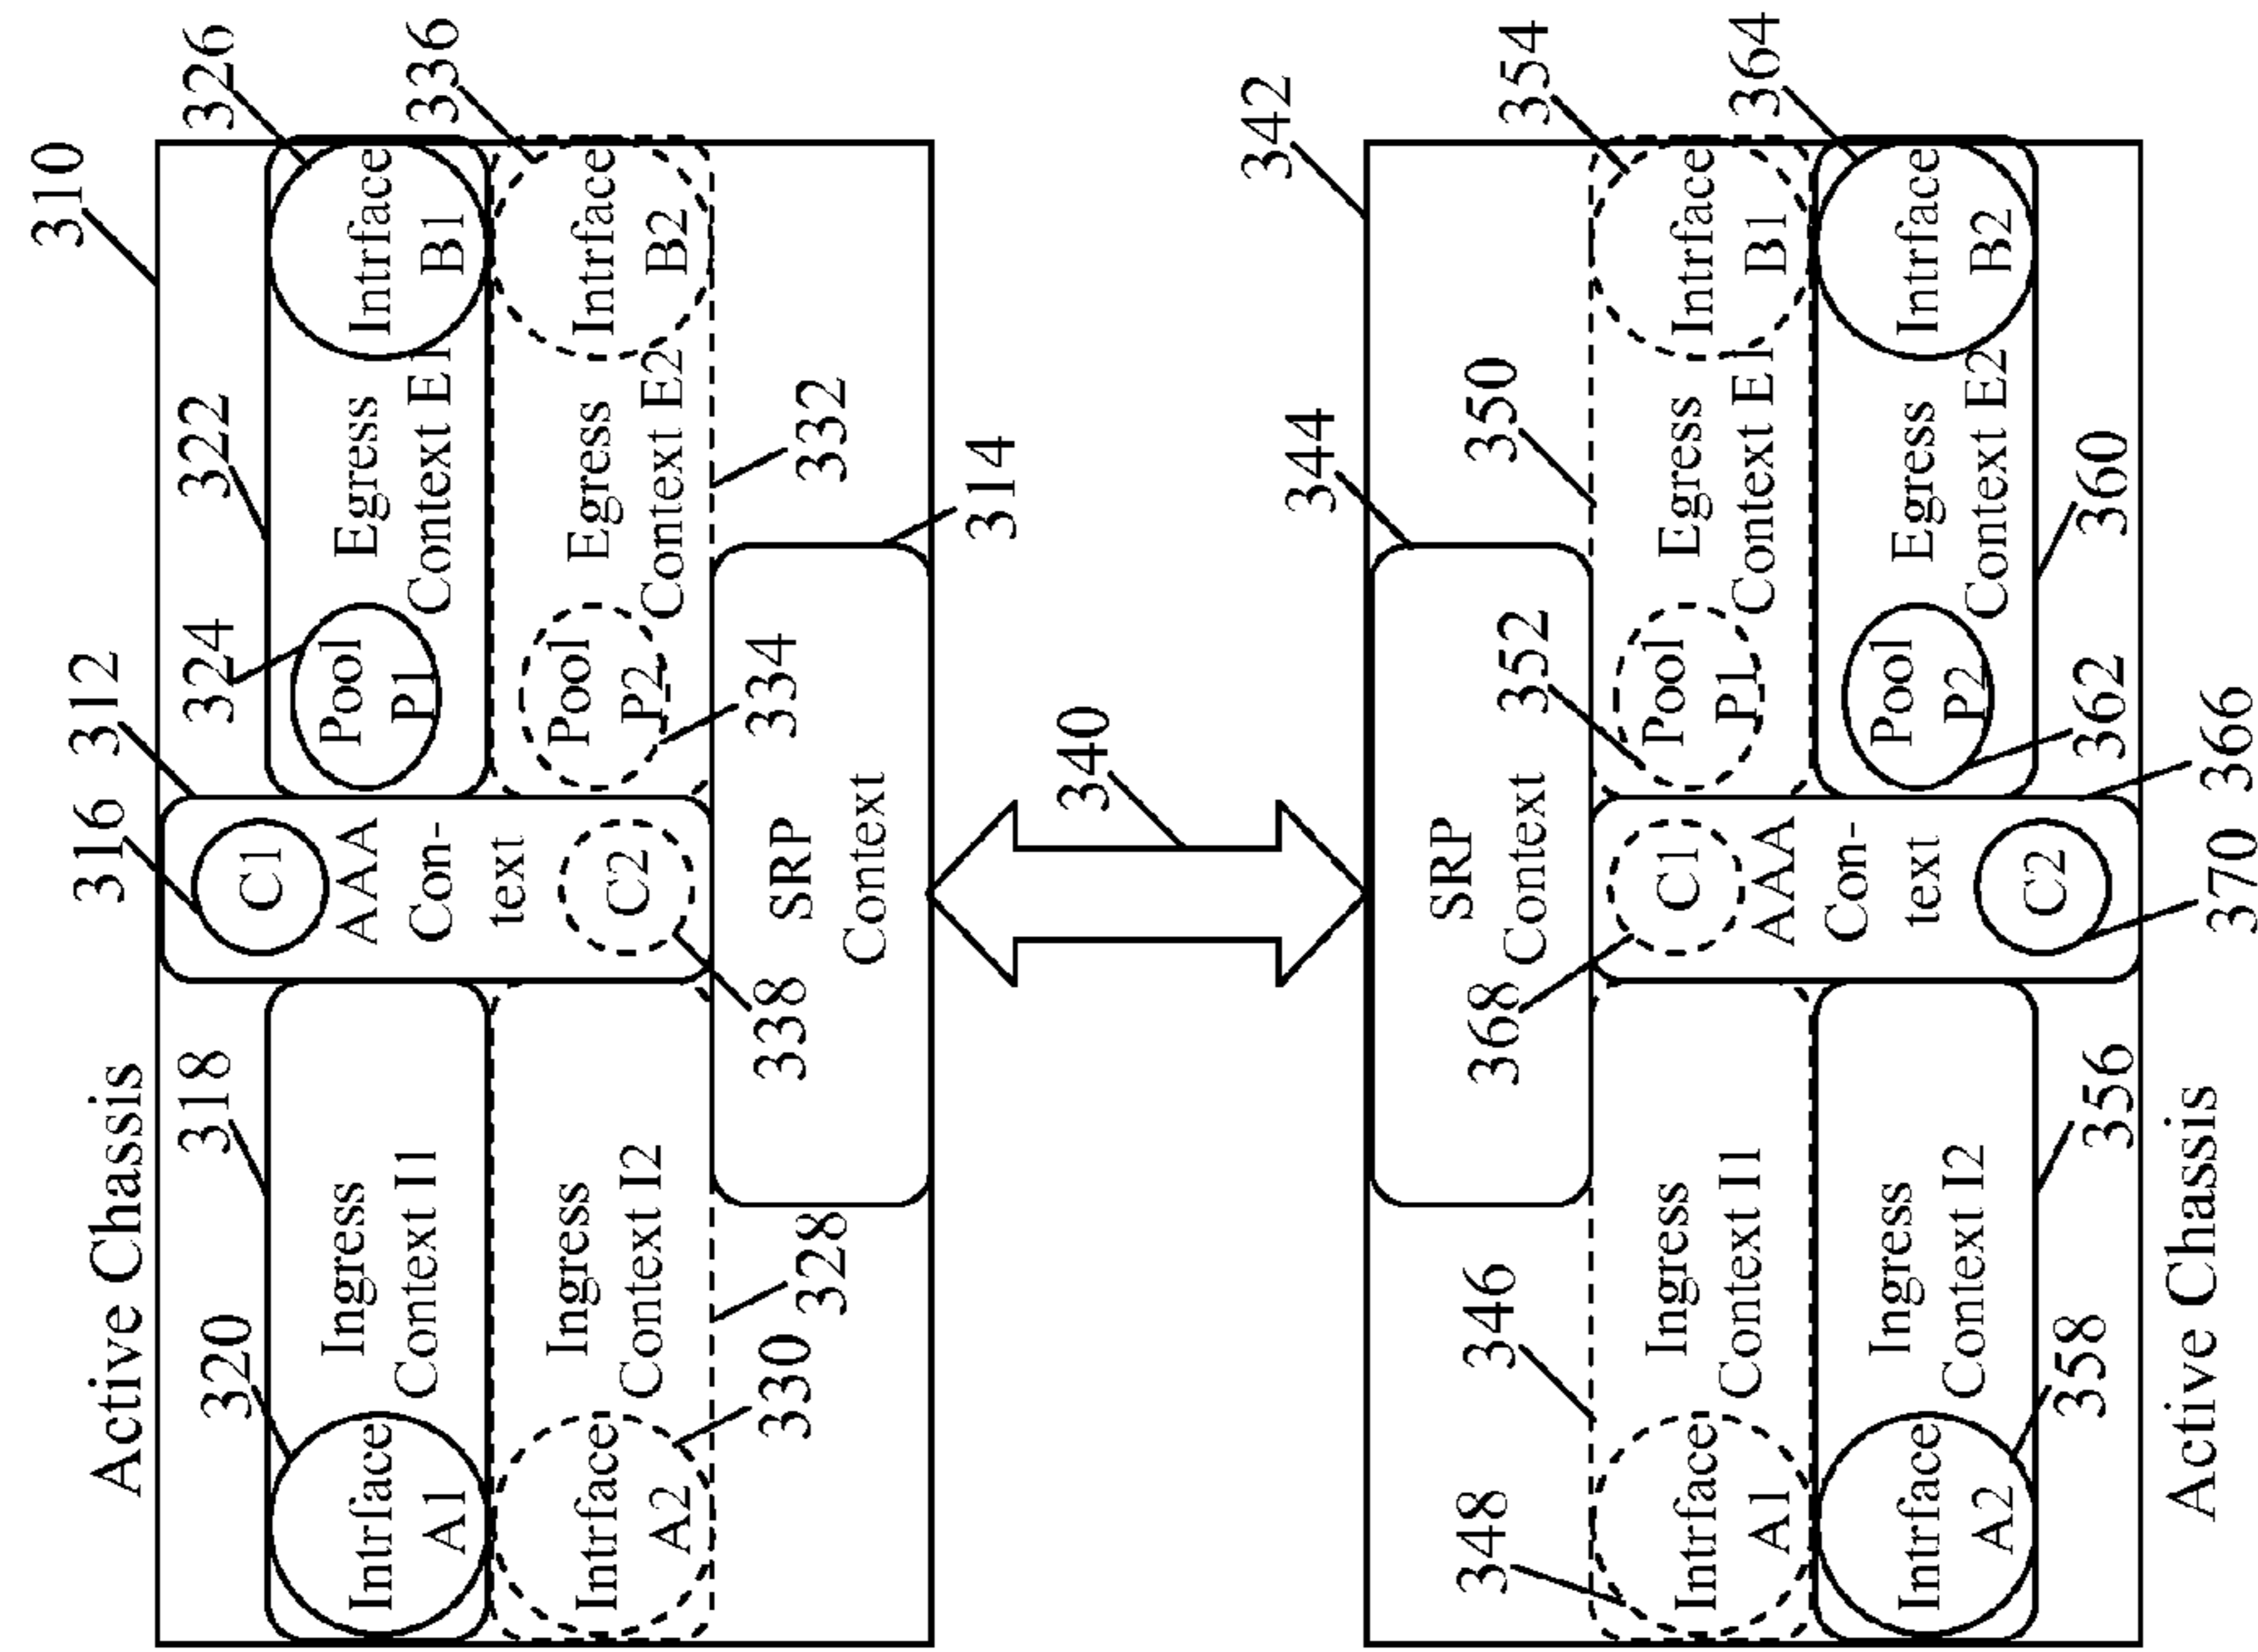 Active Chassis
310
312
316
318
320
322
324
326
C1
AAA
Con-
text
C2
Intrface
A1
Ingress
Context I1
Pool
P1
Egress
Context E1
Intrface
B1
Intrface
A2
Ingress
Context I2
Pool
P2
Egress
Context E2
Intrface
B2
336
328
330
332
334
338
314
SRP
Context
340
342
344
SRP
Context
346
348
350
352
354
368
Intrface
A1
Ingress
Context I1
C1
AAA
Con-
text
C2
Pool
P1
Egress
Context E1
Intrface
B1
Intrface
A2
Ingress
Context I2
Pool
P2
Egress
Context E2
Intrface
B2
364
356
358
360
362
366
370
Active Chassis